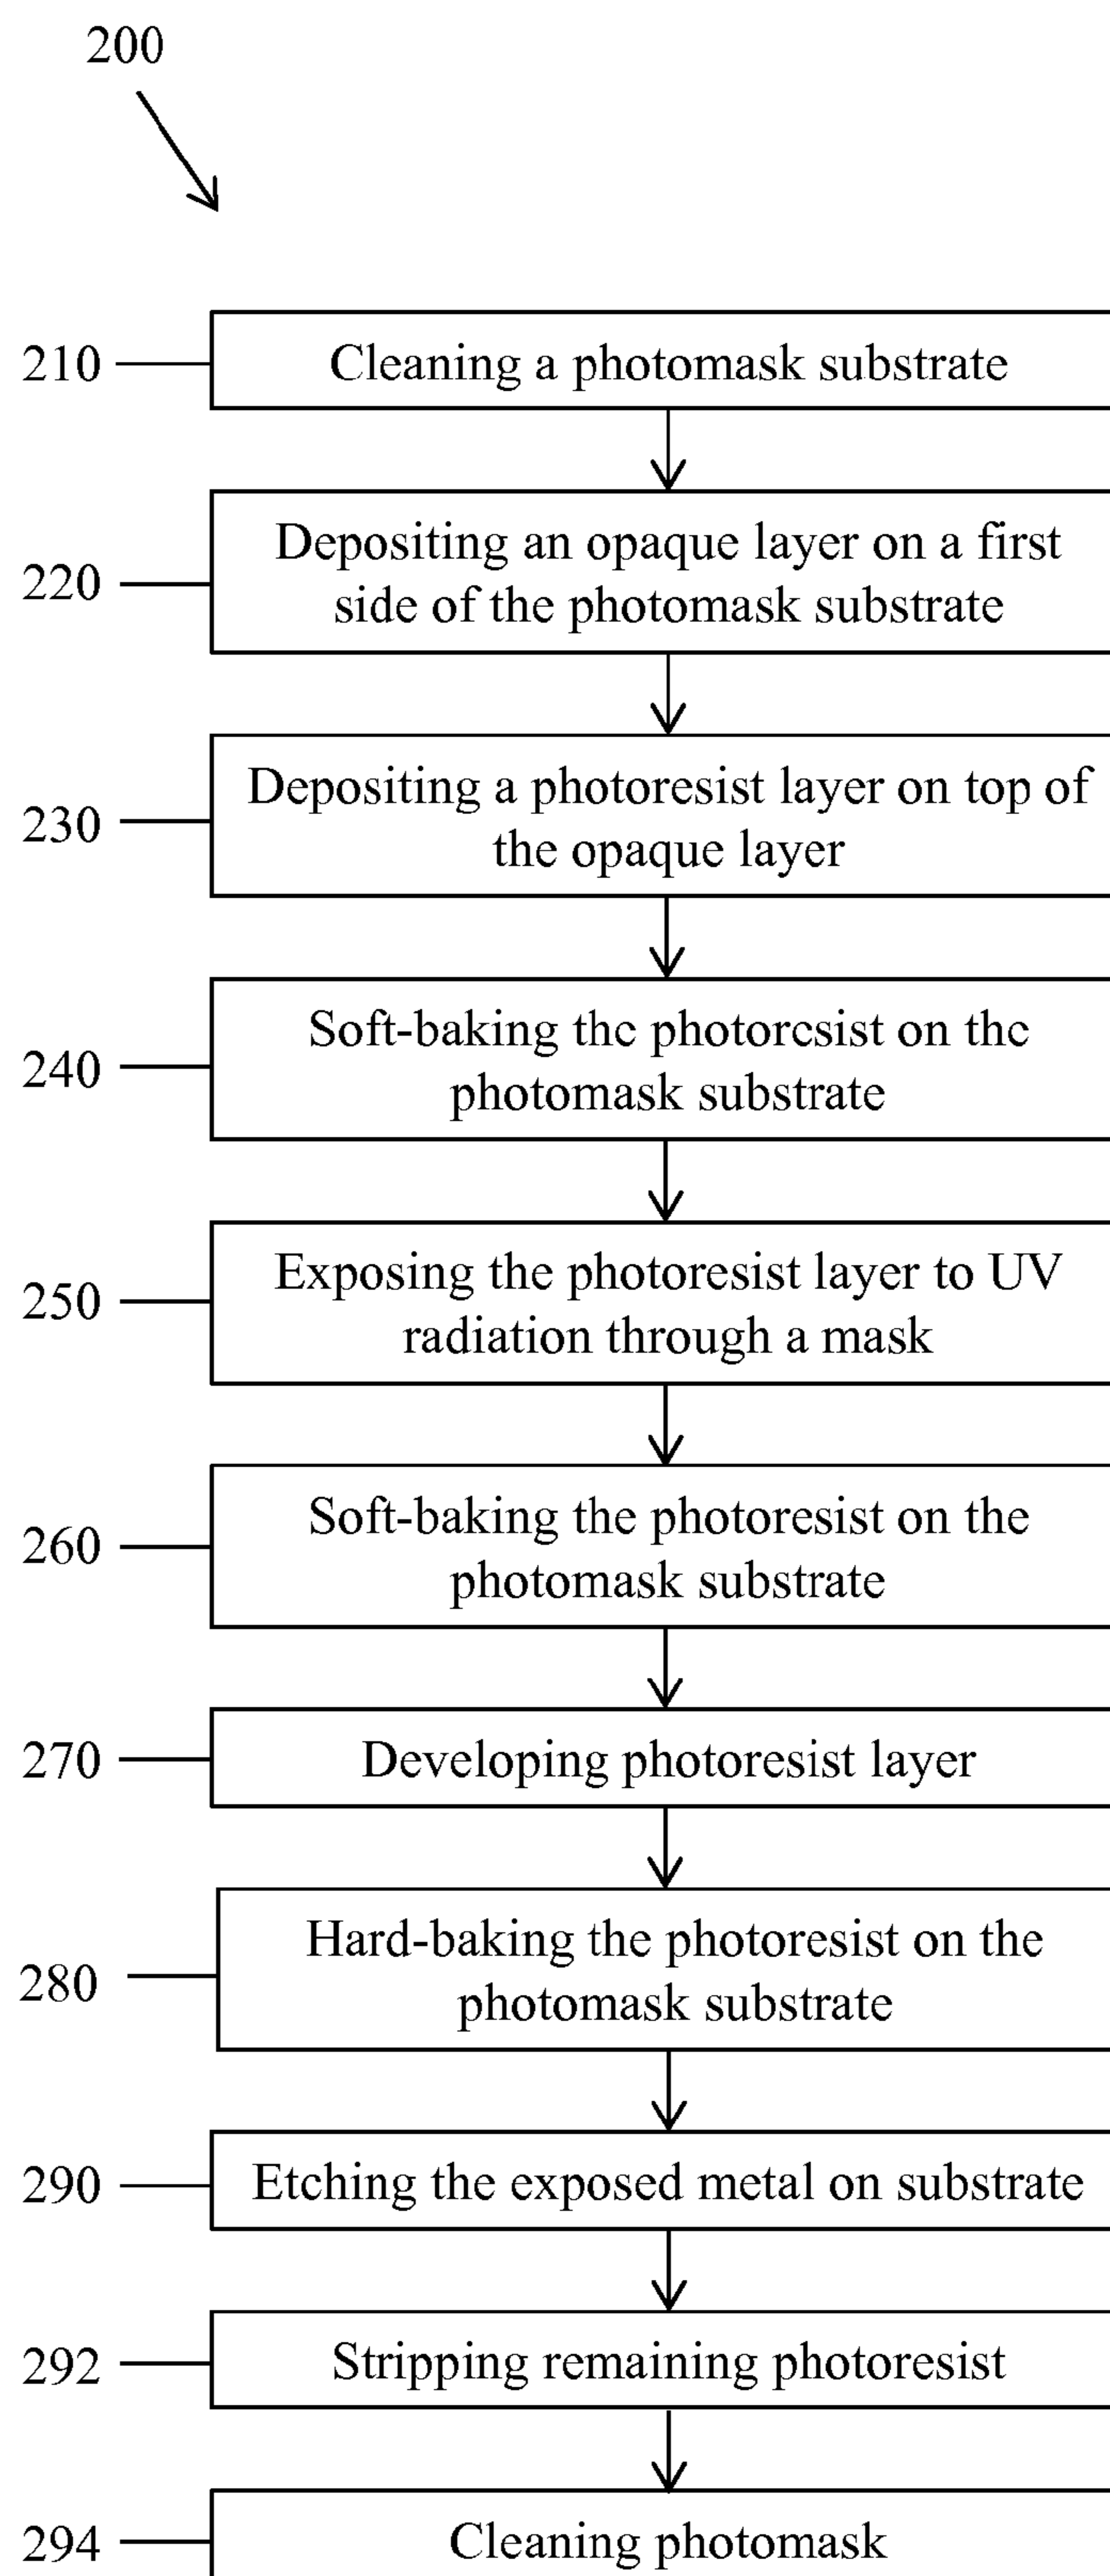 200
210 Cleaning a photomask substrate
220 Depositing an opaque layer on a first
side of the photomask substrate
230 Depositing a photoresist layer on top of
the opaque layer
240 Soft-baking the photoresist on the
photomask substrate
250 Exposing the photoresist layer to UV
radiation through a mask
260 Soft-baking the photoresist on the
photomask substrate
270 Developing photoresist layer
280 Hard-baking the photoresist on the
photomask substrate
290 Etching the exposed metal on substrate
292 Stripping remaining photoresist
294 Cleaning photomask